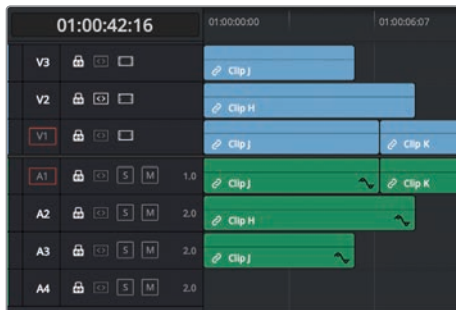 01:00:42:16 01:00:00:00 01:00:06:07
V3 Clip J
V2 Clip H
V1 Clip J Clip K
A1 S M 1.0 Clip J Clip K
A2 S M 2.0 Clip H
A3 S M 2.0 Clip J
A4 S M 2.0